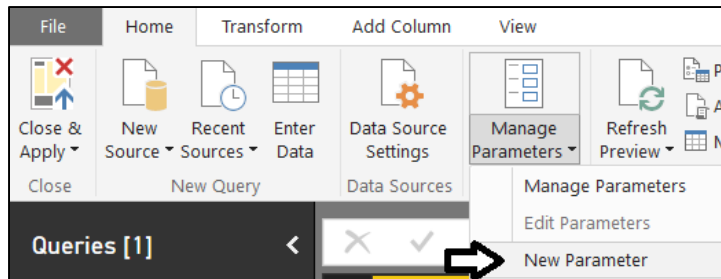 File Home Transform Add Column View
Close & New Recent Enter Data Source Manage Refresh
Apply Source Sources Data Settings Parameters Preview
Close New Query Data Sources
Manage Parameters
Edit Parameters
Queries [1]
New Parameter